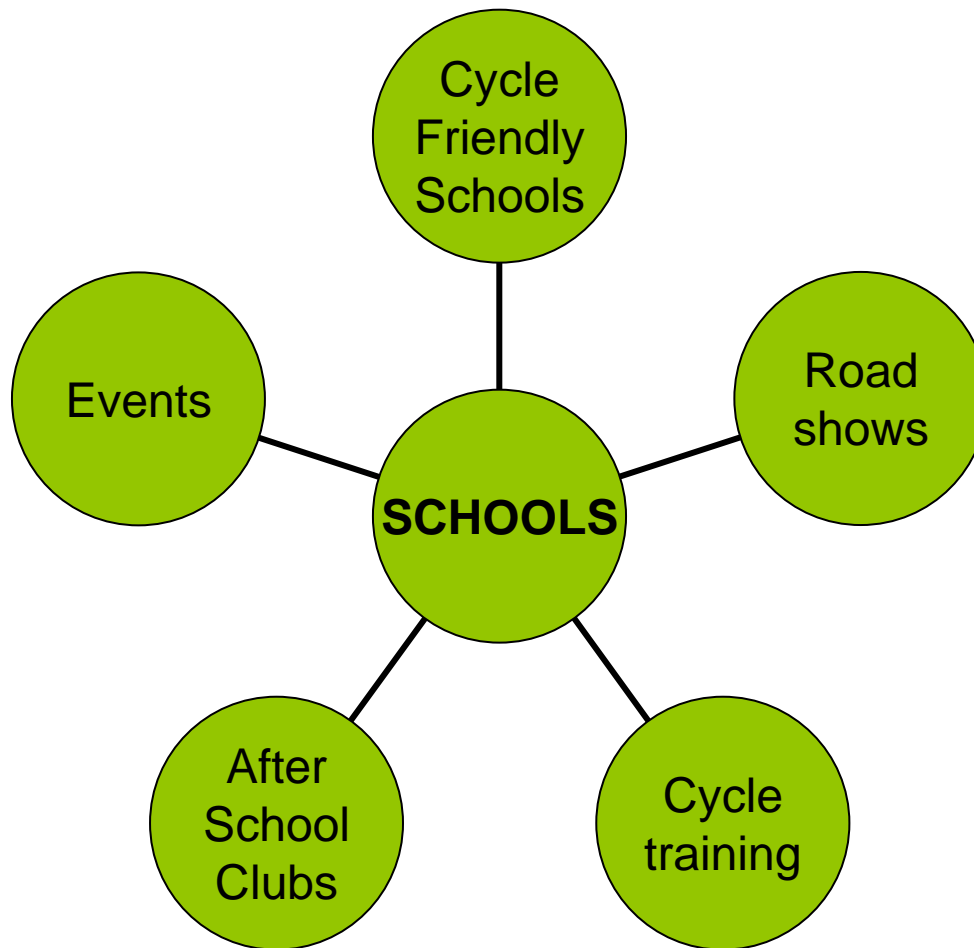 Cycle
Friendly
Schools
Events
Road
shows
SCHOOLS
After
School
Clubs
Cycle
training